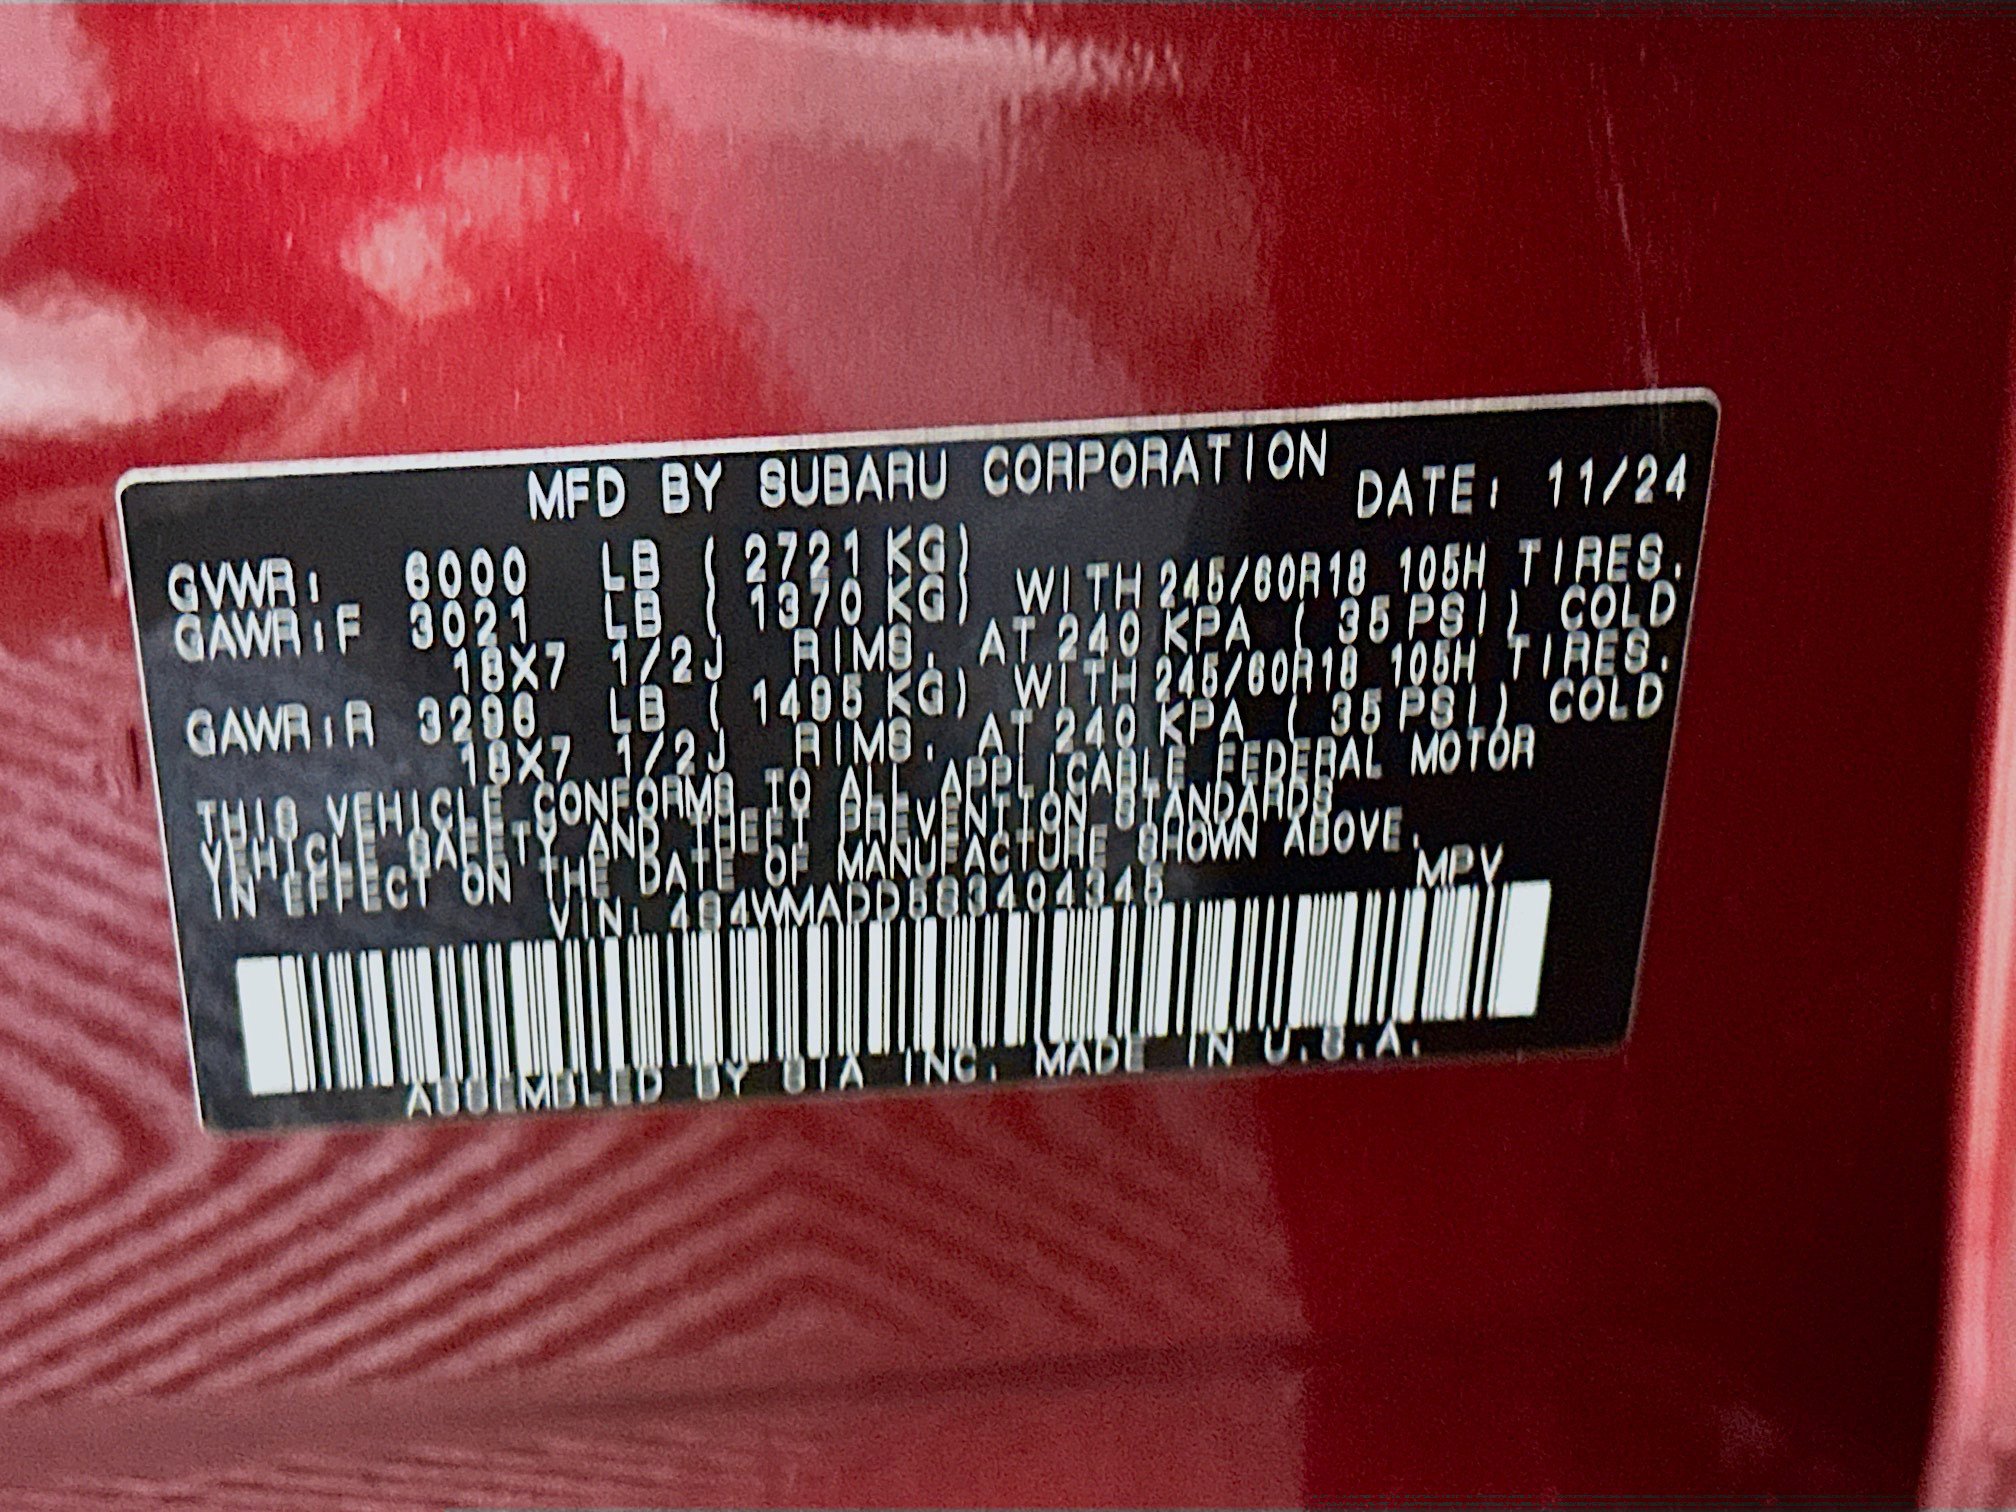 MFD BY SUBARU CORPORATION DATE: 11/24
GVWR: 6000 LB ( 2721 KG)
GAWR:F 3021 LB ( 1370 KG) WITH 245/60R18 105H TIRES.
18X7 1/2J RIMS. AT 240 KPA ( 35 PSI) COLD
GAWR:R 3296 LB ( 1495 KG) WITH 245/60R18 105H TIRES.
18X7 1/2J RIMS. AT 240 KPA ( 35 PSI) COLD
THIS VEHICLE CONFORMS TO ALL APPLICABLE FEDERAL MOTOR
VEHICLE SAFETY AND THEFT PREVENTION STANDARDS
IN EFFECT ON THE DATE OF MANUFACTURE SHOWN ABOVE.
VIN: 4S4WMADD5S3404345 MPV
ASSEMBLED BY SIA INC. MADE IN U.S.A.